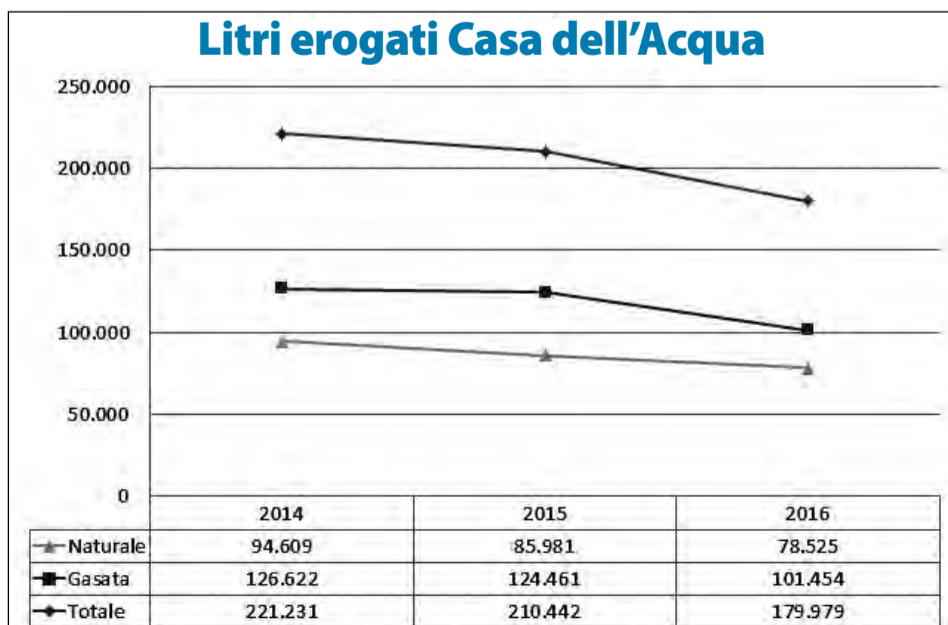 Litri erogati Casa dell'Acqua
250.000
200.000
150.000
100.000
50.000
0
2014 2015 2016
Naturale 94.609 85.981 78.525
Gasata 126.622 124.461 101.454
Totale 221.231 210.442 179.979